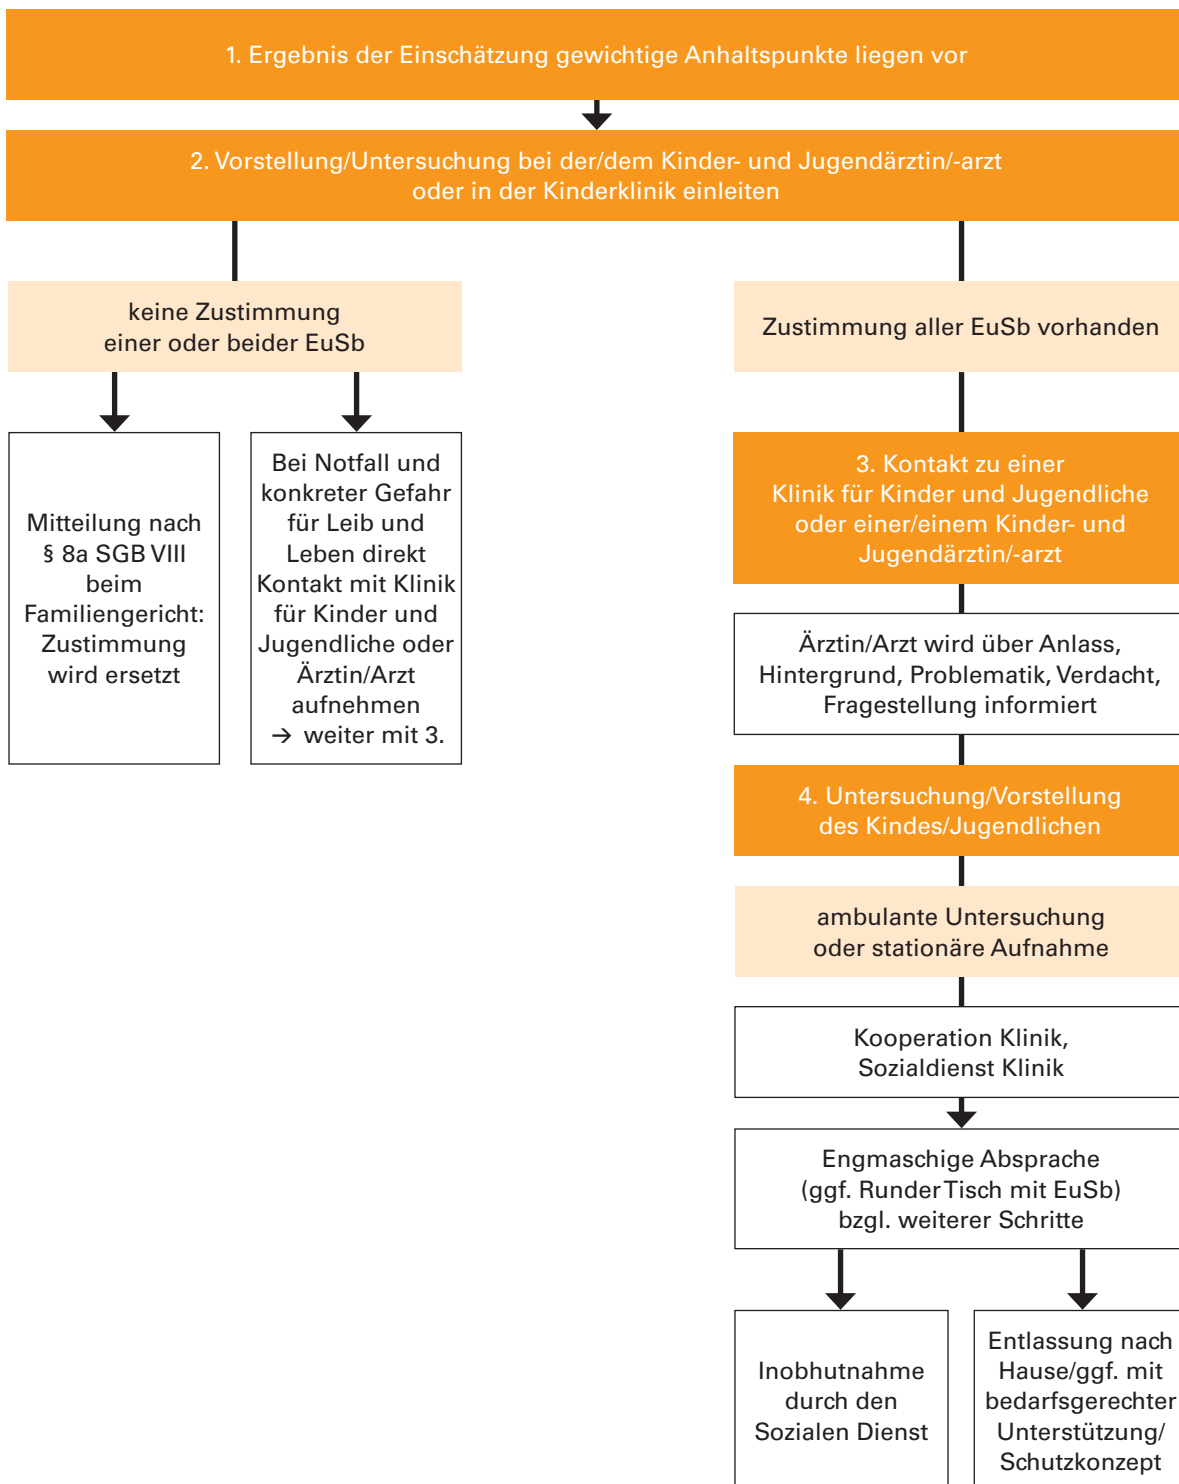 1. Ergebnis der Einschätzung gewichtige Anhaltspunkte liegen vor
2. Vorstellung/Untersuchung bei der/dem Kinder- und Jugendärztin/-arzt
oder in der Kinderklinik einleiten
keine Zustimmung
einer oder beider EuSb
Zustimmung aller EuSb vorhanden
Mitteilung nach
§ 8a SGB VIII
beim
Familiengericht:
Zustimmung
wird ersetzt
Bei Notfall und
konkreter Gefahr
für Leib und
Leben direkt
Kontakt mit Klinik
für Kinder und
Jugendliche oder
Ärztin/Arzt
aufnehmen
→ weiter mit 3.
3. Kontakt zu einer
Klinik für Kinder und Jugendliche
oder einer/einem Kinder- und
Jugendärztin/-arzt
Ärztin/Arzt wird über Anlass,
Hintergrund, Problematik, Verdacht,
Fragestellung informiert
4. Untersuchung/Vorstellung
des Kindes/Jugendlichen
ambulante Untersuchung
oder stationäre Aufnahme
Kooperation Klinik,
Sozialdienst Klinik
Engmaschige Absprache
(ggf. Runder Tisch mit EuSb)
bzgl. weiterer Schritte
Inobhutnahme
durch den
Sozialen Dienst
Entlassung nach
Hause/ggf. mit
bedarfsgerechter
Unterstützung/
Schutzkonzept